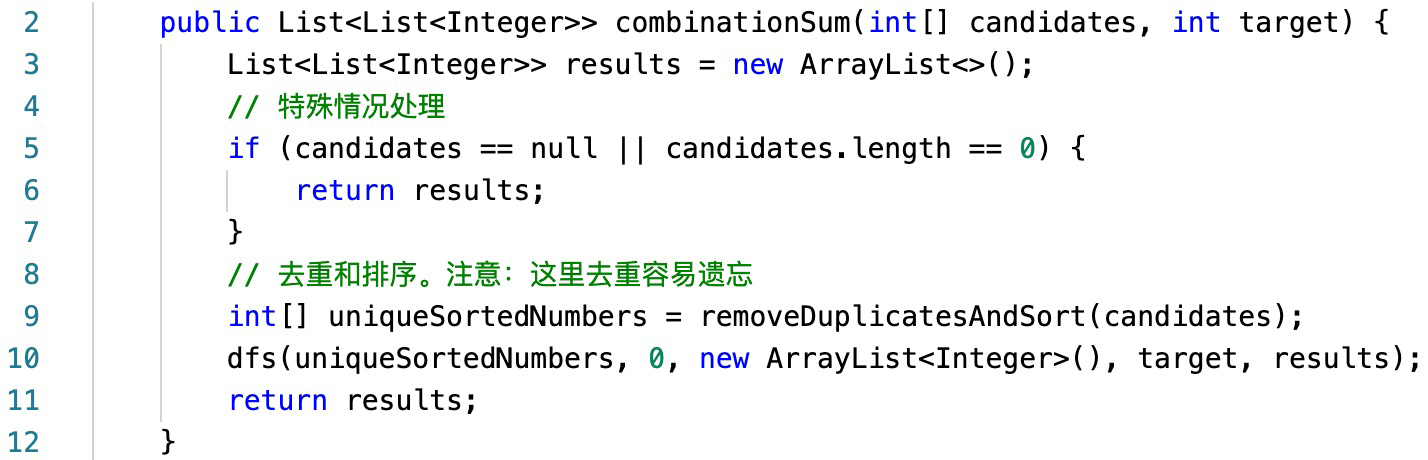 2 public List<List<Integer>> combinationSum(int[] candidates, int target) {
3 List<List<Integer>> results = new ArrayList<>();
4 // 特殊情况处理
5 if (candidates == null || candidates.length == 0) {
6 return results;
7 }
8 // 去重和排序。注意：这里去重容易遗忘
9 int[] uniqueSortedNumbers = removeDuplicatesAndSort(candidates);
10 dfs(uniqueSortedNumbers, 0, new ArrayList<Integer>(), target, results);
11 return results;
12 }